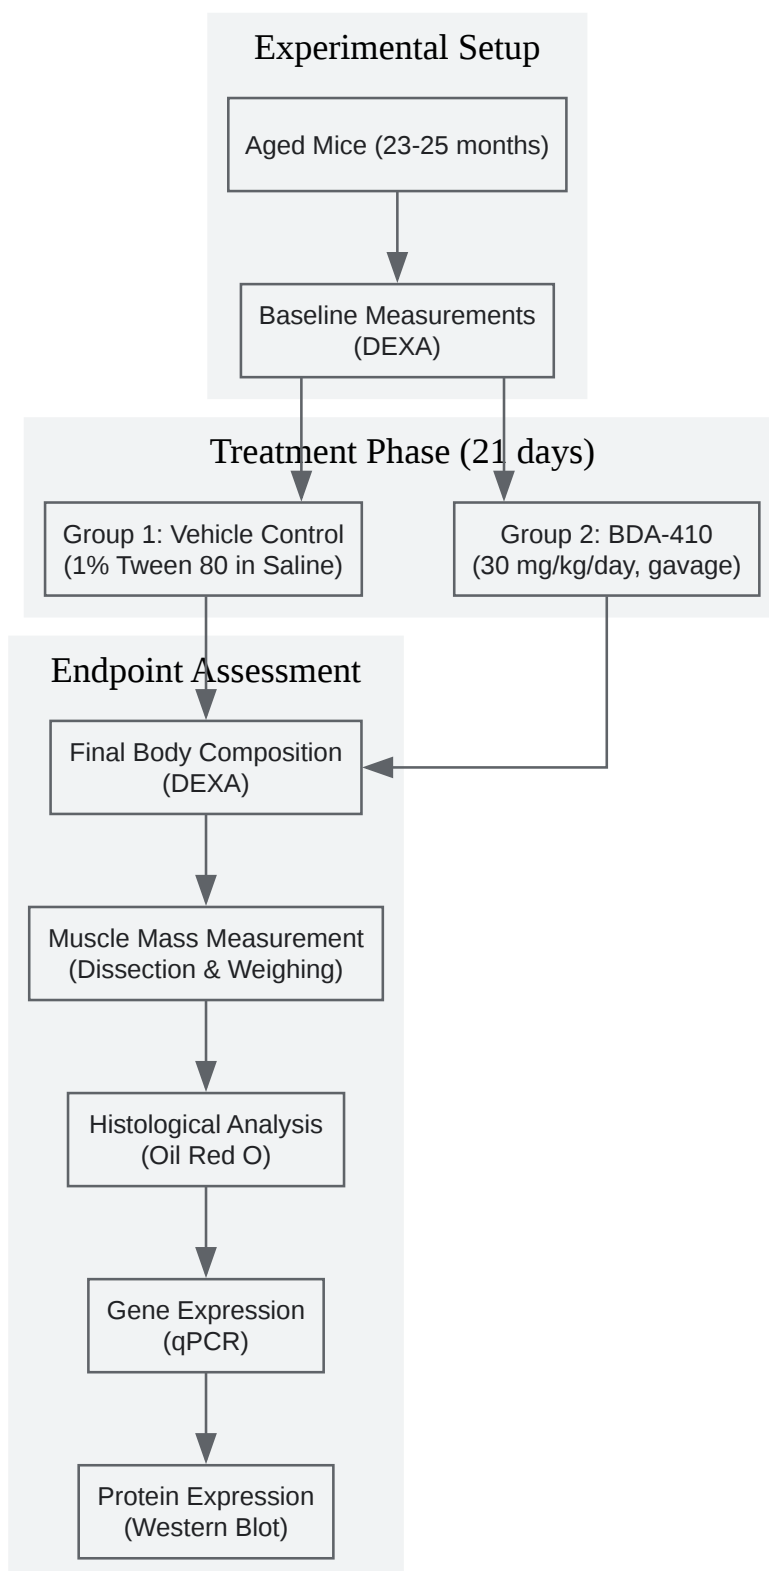 Experimental Setup
Aged Mice (23-25 months)
Baseline Measurements
(DEXA)
Treatment Phase (21 days)
Group 1: Vehicle Control
(1% Tween 80 in Saline)
Group 2: BDA-410
(30 mg/kg/day, gavage)
Endpoint Assessment
Final Body Composition
(DEXA)
Muscle Mass Measurement
(Dissection & Weighing)
Histological Analysis
(Oil Red O)
Gene Expression
(qPCR)
Protein Expression
(Western Blot)